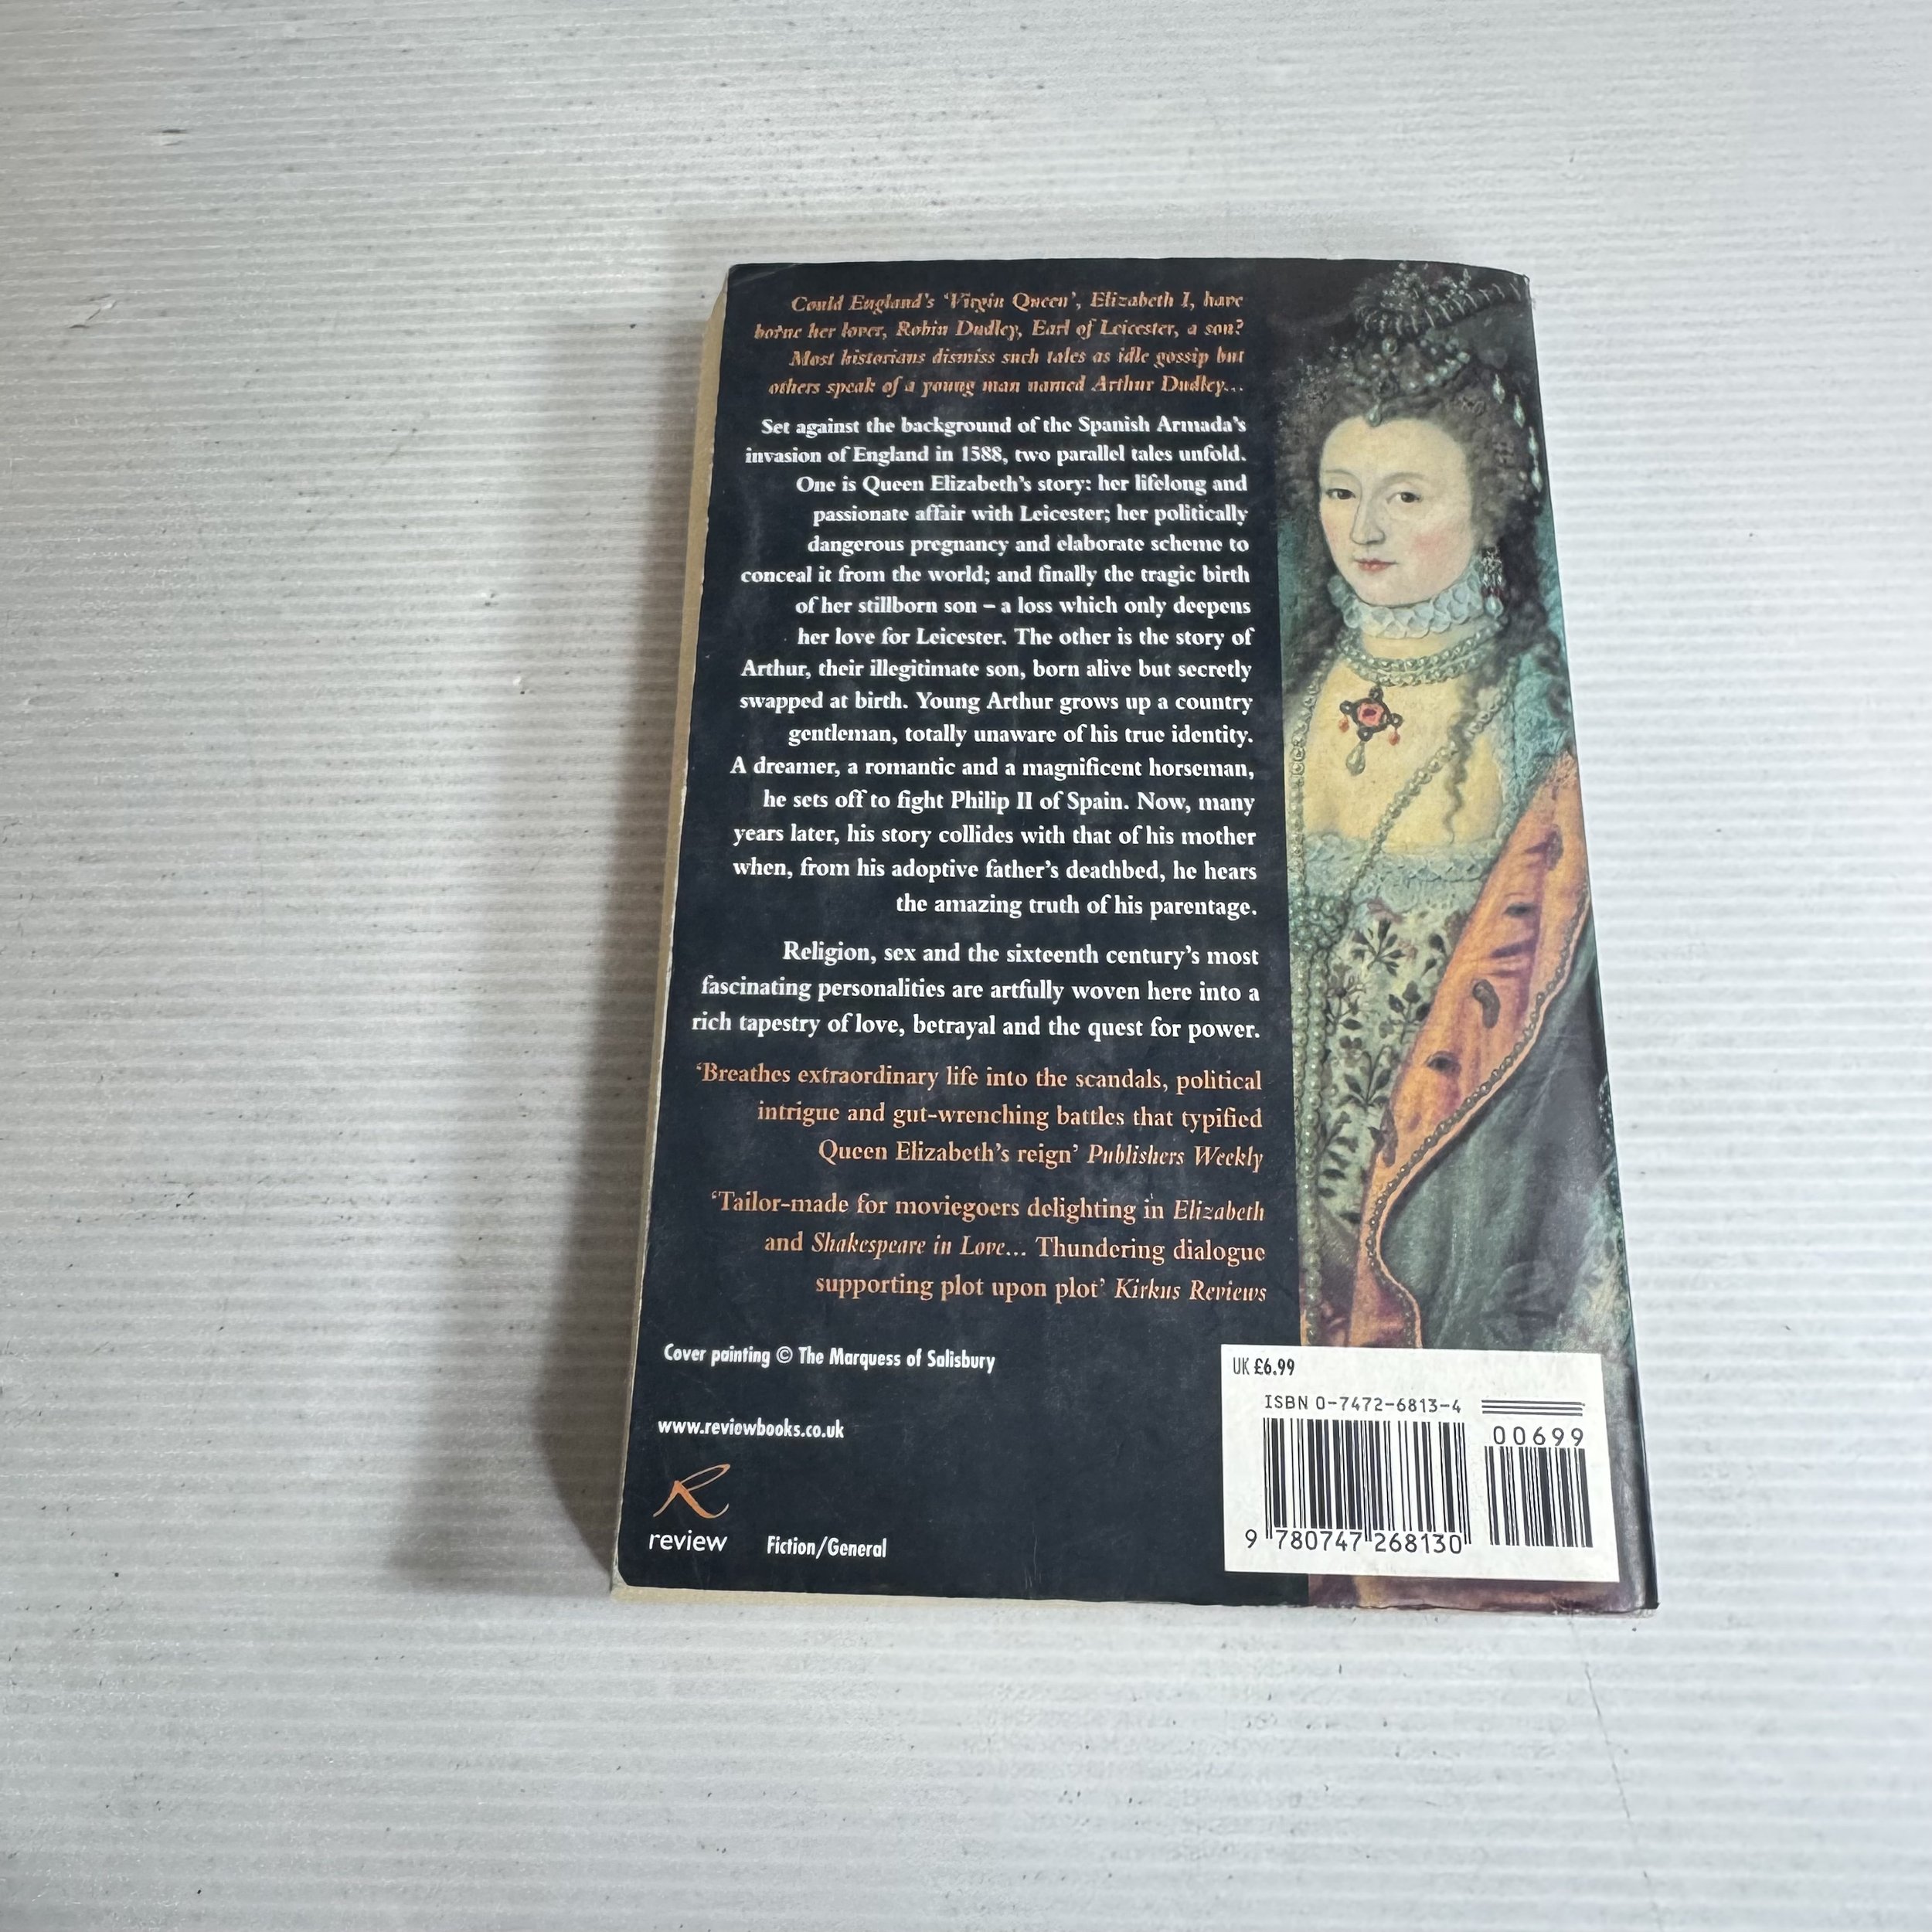 Could England's 'Virgin Queen', Elizabeth I, have
borne her lover, Robin Dudley, Earl of Leicester, a son?
Most historians dismiss such tales as idle gossip but
others speak of a young man named Arthur Dudley...
Set against the background of the Spanish Armada's
invasion of England in 1588, two parallel tales unfold.
One is Queen Elizabeth's story: her lifelong and
passionate affair with Leicester; her politically
dangerous pregnancy and elaborate scheme to
conceal it from the world; and finally the tragic birth
of her stillborn son – a loss which only deepens
her love for Leicester. The other is the story of
Arthur, their illegitimate son, born alive but secretly
swapped at birth. Young Arthur grows up a country
gentleman, totally unaware of his true identity.
A dreamer, a romantic and a magnificent horseman,
he sets off to fight Philip II of Spain. Now, many
years later, his story collides with that of his mother
when, from his adoptive father's deathbed, he hears
the amazing truth of his parentage.
Religion, sex and the sixteenth century's most
fascinating personalities are artfully woven here into a
rich tapestry of love, betrayal and the quest for power.
'Breathes extraordinary life into the scandals, political
intrigue and gut-wrenching battles that typified
Queen Elizabeth's reign' Publishers Weekly
'Tailor-made for moviegoers delighting in Elizabeth
and Shakespeare in Love... Thundering dialogue
supporting plot upon plot' Kirkus Reviews
Cover painting © The Marquess of Salisbury
www.reviewbooks.co.uk
R
review
Fiction/General
UK £6.99
ISBN 0-7472-6813-4
00699
9 780747 268130